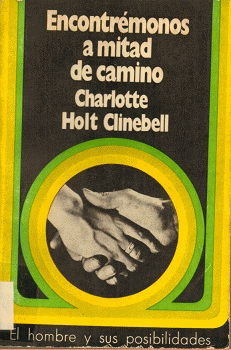 Encontrémonos
a mitad
de camino
Charlotte
Holt Clinebell
El hombre y sus posibilidades